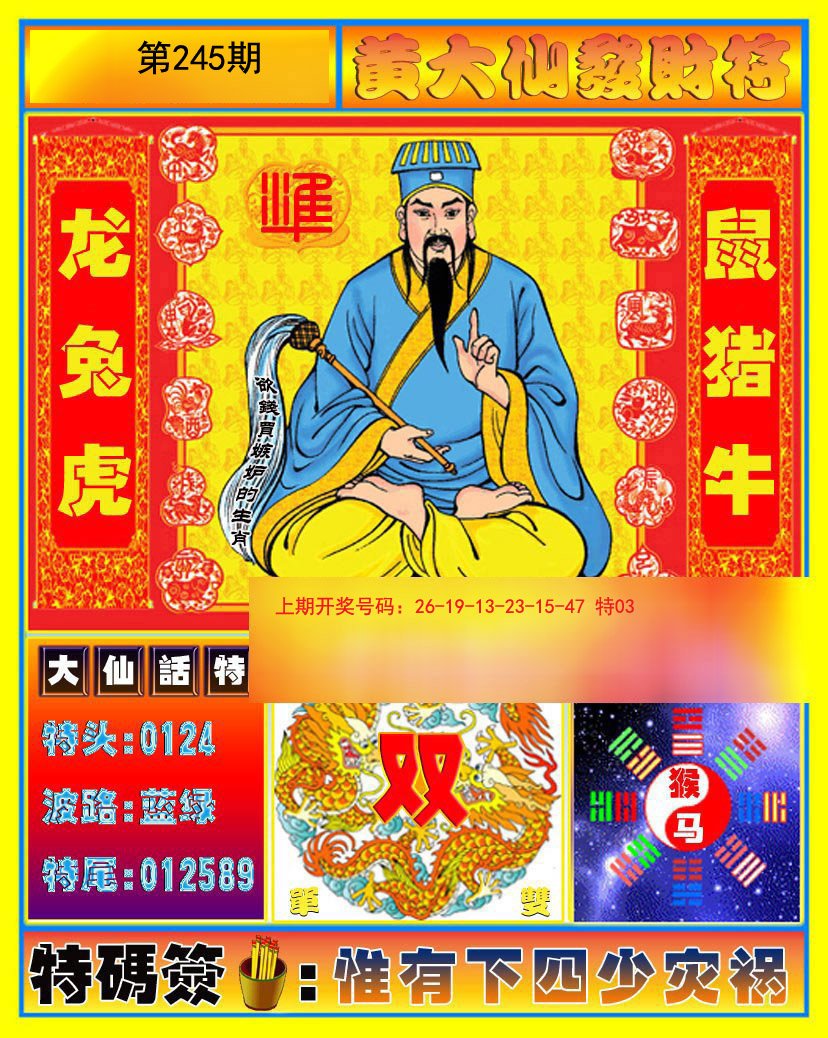 第245期
黄大仙發財符
龙兔虎
鼠猪牛
欲錢買嫉妒的生肖
上期开奖号码：26-19-13-23-15-47 特03
大仙話特
特头:0124
波路:蓝绿
特尾:012589
双
單
雙
猴
马
特碼簽:惟有下四少灾祸